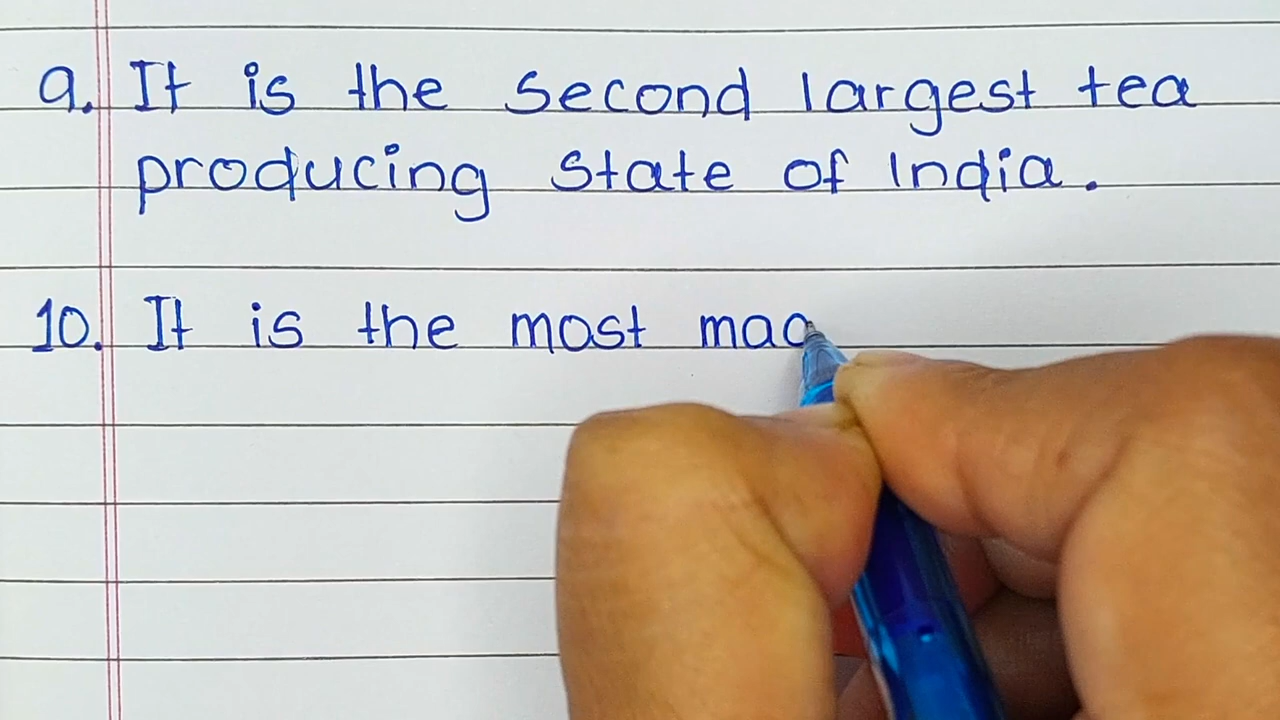 9. It is the second largest tea
producing state of India.
10. It is the most